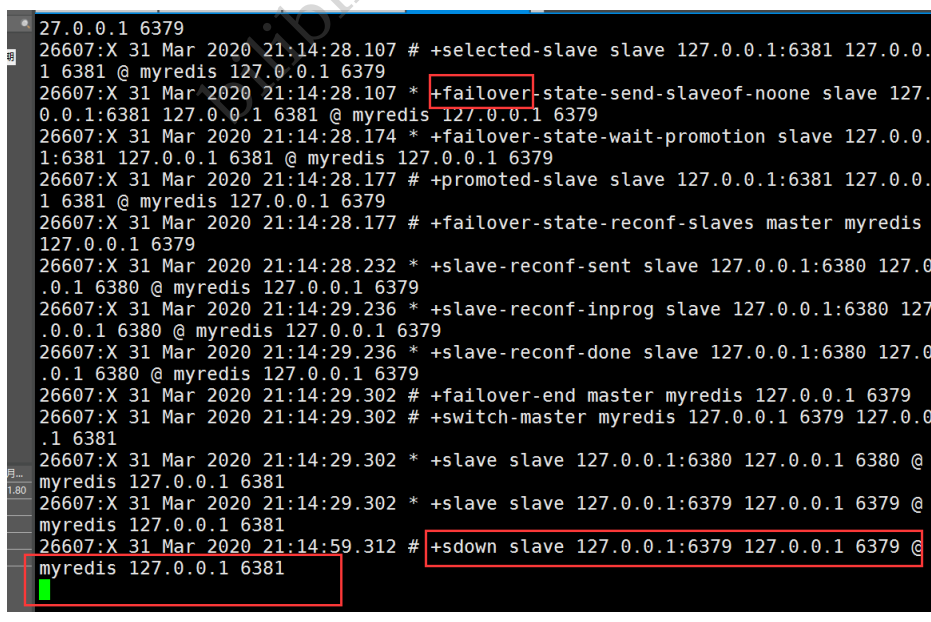 27.0.0.1 6379
26607:X 31 Mar 2020 21:14:28.107 # +selected-slave slave 127.0.0.1:6381 127.0.0.
1 6381 @ myredis 127.0.0.1 6379
26607:X 31 Mar 2020 21:14:28.107 * +failover-state-send-slaveof-noone slave 127.
0.0.1:6381 127.0.0.1 6381 @ myredis 127.0.0.1 6379
26607:X 31 Mar 2020 21:14:28.174 * +failover-state-wait-promotion slave 127.0.0.
1:6381 127.0.0.1 6381 @ myredis 127.0.0.1 6379
26607:X 31 Mar 2020 21:14:28.177 # +promoted-slave slave 127.0.0.1:6381 127.0.0.
1 6381 @ myredis 127.0.0.1 6379
26607:X 31 Mar 2020 21:14:28.177 # +failover-state-reconf-slaves master myredis
127.0.0.1 6379
26607:X 31 Mar 2020 21:14:28.232 * +slave-reconf-sent slave 127.0.0.1:6380 127.0
.0.1 6380 @ myredis 127.0.0.1 6379
26607:X 31 Mar 2020 21:14:29.236 * +slave-reconf-inprog slave 127.0.0.1:6380 127
.0.0.1 6380 @ myredis 127.0.0.1 6379
26607:X 31 Mar 2020 21:14:29.236 * +slave-reconf-done slave 127.0.0.1:6380 127.0
.0.1 6380 @ myredis 127.0.0.1 6379
26607:X 31 Mar 2020 21:14:29.302 # +failover-end master myredis 127.0.0.1 6379
26607:X 31 Mar 2020 21:14:29.302 # +switch-master myredis 127.0.0.1 6379 127.0.0
.1 6381
26607:X 31 Mar 2020 21:14:29.302 * +slave slave 127.0.0.1:6380 127.0.0.1 6380 @
myredis 127.0.0.1 6381
26607:X 31 Mar 2020 21:14:29.302 * +slave slave 127.0.0.1:6379 127.0.0.1 6379 @
myredis 127.0.0.1 6381
26607:X 31 Mar 2020 21:14:59.312 # +sdown slave 127.0.0.1:6379 127.0.0.1 6379 @
myredis 127.0.0.1 6381
期
月...
1.80